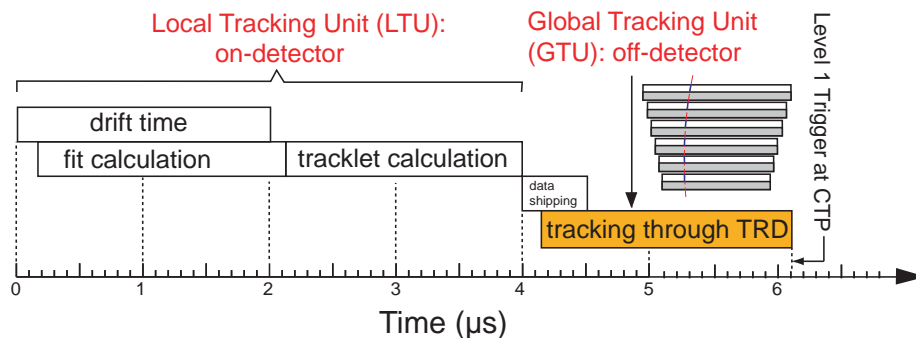 Local Tracking Unit (LTU):
on-detector
Global Tracking Unit
(GTU): off-detector
Level 1 Trigger at CTP
drift time
fit calculation
tracklet calculation
data
shipping
tracking through TRD
0 1 2 3 4 5 6
Time (µs)